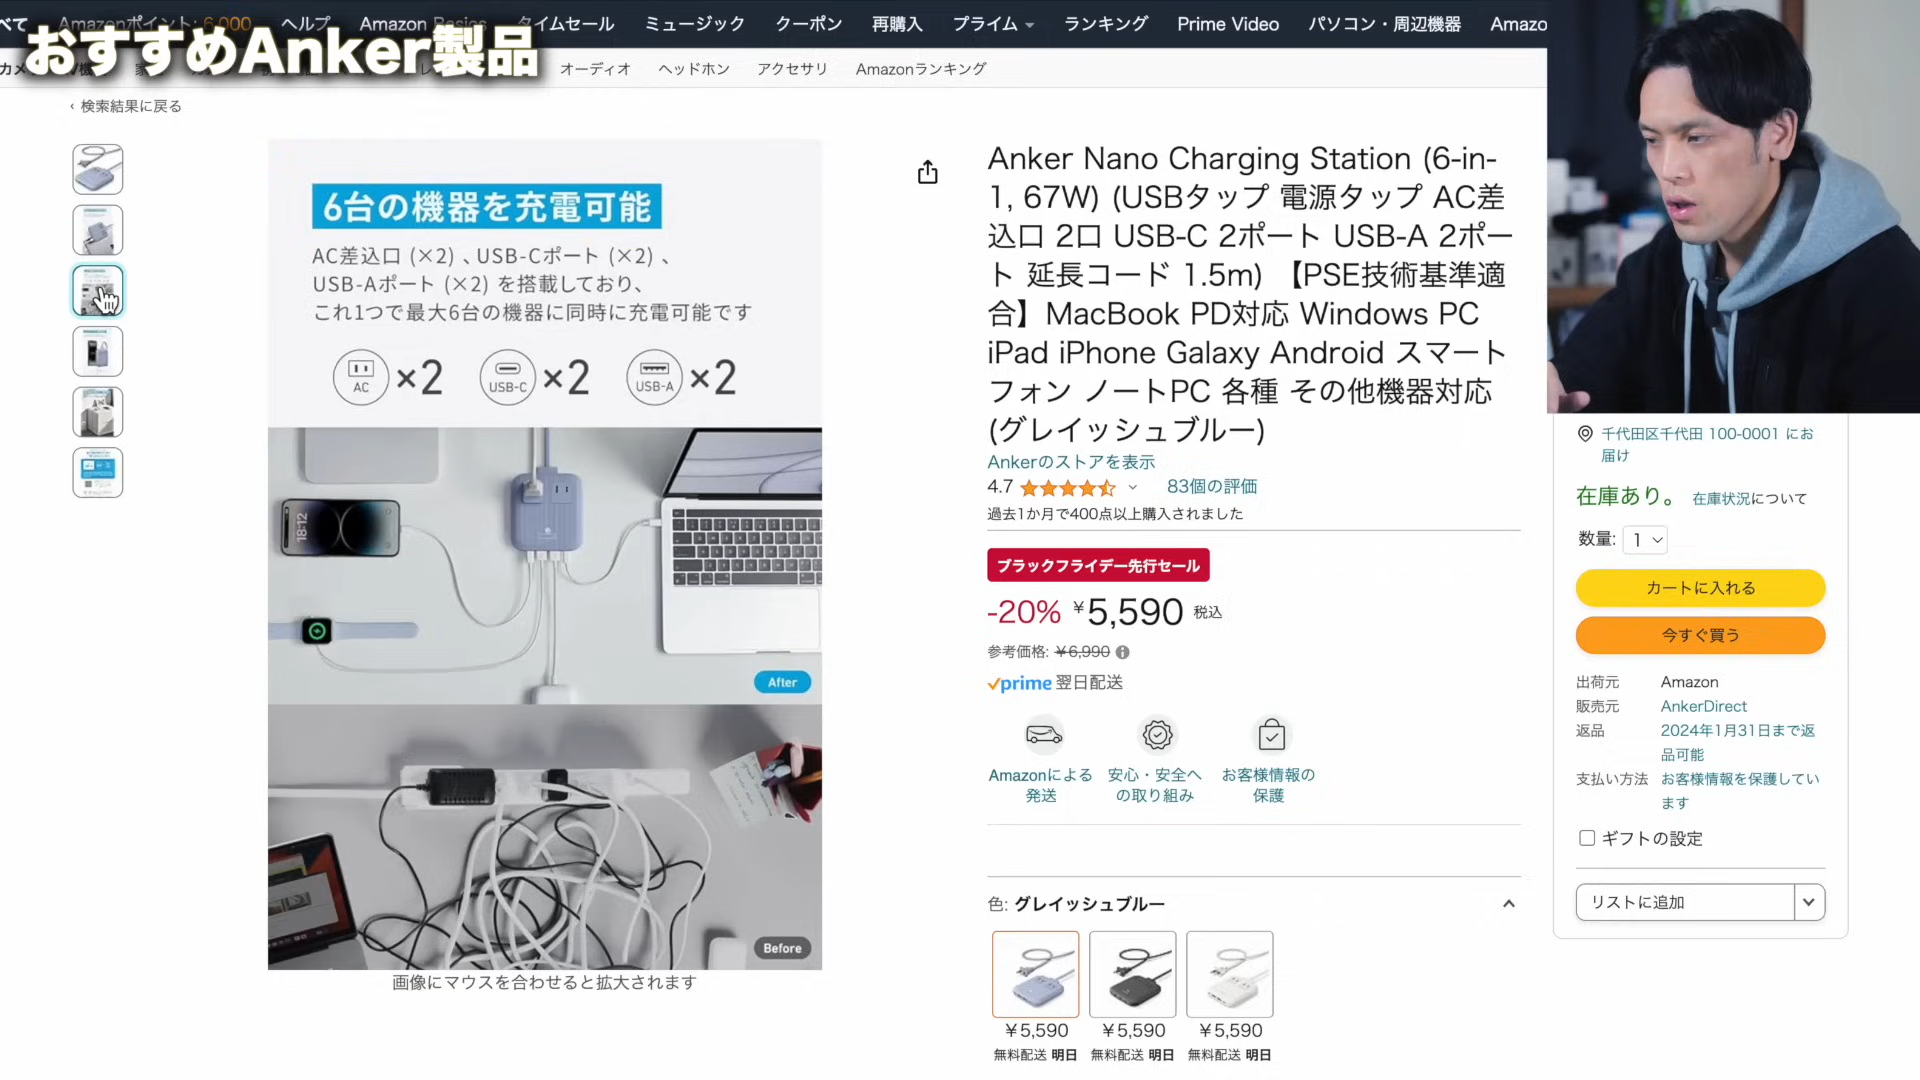 べて
Amazonポイント: 6,000
ヘルプ
Amazon Basics
タイムセール
ミュージック
クーポン
再購入
プライム
ランキング
Prime Video
パソコン・周辺機器
Amazo
おすすめAnker製品
カメ
オーディオ
ヘッドホン
アクセサリ
Amazonランキング
‹ 検索結果に戻る
6台の機器を充電可能
AC差込口 (×2) 、USB-Cポート (×2) 、
USB-Aポート (×2) を搭載しており、
これ1つで最大6台の機器に同時に充電可能です
AC ×2
USB-C ×2
USB-A ×2
18:12
After
Before
画像にマウスを合わせると拡大されます
Anker Nano Charging Station (6-in-
1, 67W) (USBタップ 電源タップ AC差
込口 2口 USB-C 2ポート USB-A 2ポー
ト 延長コード 1.5m) 【PSE技術基準適
合】MacBook PD対応 Windows PC
iPad iPhone Galaxy Android スマート
フォン ノートPC 各種 その他機器対応
(グレイッシュブルー)
Ankerのストアを表示
4.7
83個の評価
過去1か月で400点以上購入されました
ブラックフライデー先行セール
-20% ¥5,590 税込
参考価格: ¥6,990
prime 翌日配送
Amazonによる
発送
安心・安全へ
の取り組み
お客様情報の
保護
色: グレイッシュブルー
¥5,590
無料配送 明日
¥5,590
無料配送 明日
¥5,590
無料配送 明日
千代田区千代田 100-0001 にお
届け
在庫あり。 在庫状況について
数量: 1
カートに入れる
今すぐ買う
出荷元 Amazon
販売元 AnkerDirect
返品 2024年1月31日まで返
品可能
支払い方法 お客様情報を保護してい
ます
ギフトの設定
リストに追加